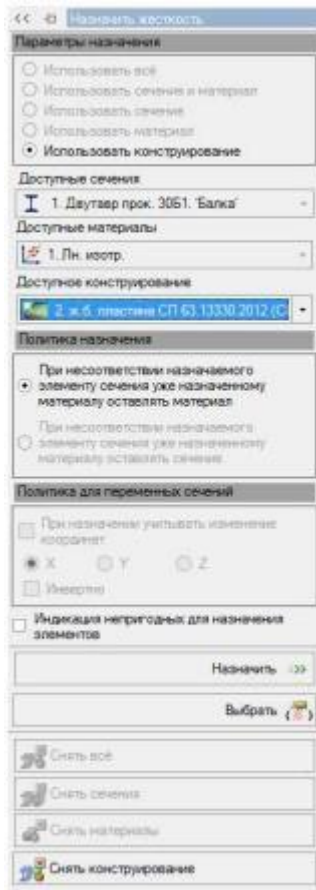 << Назначить жесткость
Параметры назначения
Использовать всё
Использовать сечения и материал
Использовать сечение
Использовать материал
Использовать конструирование
Доступные сечения
1. Двутавр прок. 30Б1. 'Балка'
Доступные материалы
1. Лн. изотр.
Доступное конструирование
2. ж.б. пластина СП 63.13330.2012 (С
Политика назначения
При несоответствии назначаемого
элементу сечения уже назначенному
материалу оставлять материал
При несоответствии назначаемого
элементу сечения уже назначенному
материалу оставлять сечение
Политика для переменных сечений
При назначении учитывать изменение
координат
X Y Z
Инвертно
Индикация непригодных для назначения
элементов
Назначить
Выбрать
Снять всё
Снять сечения
Снять материалы
Снять конструирование